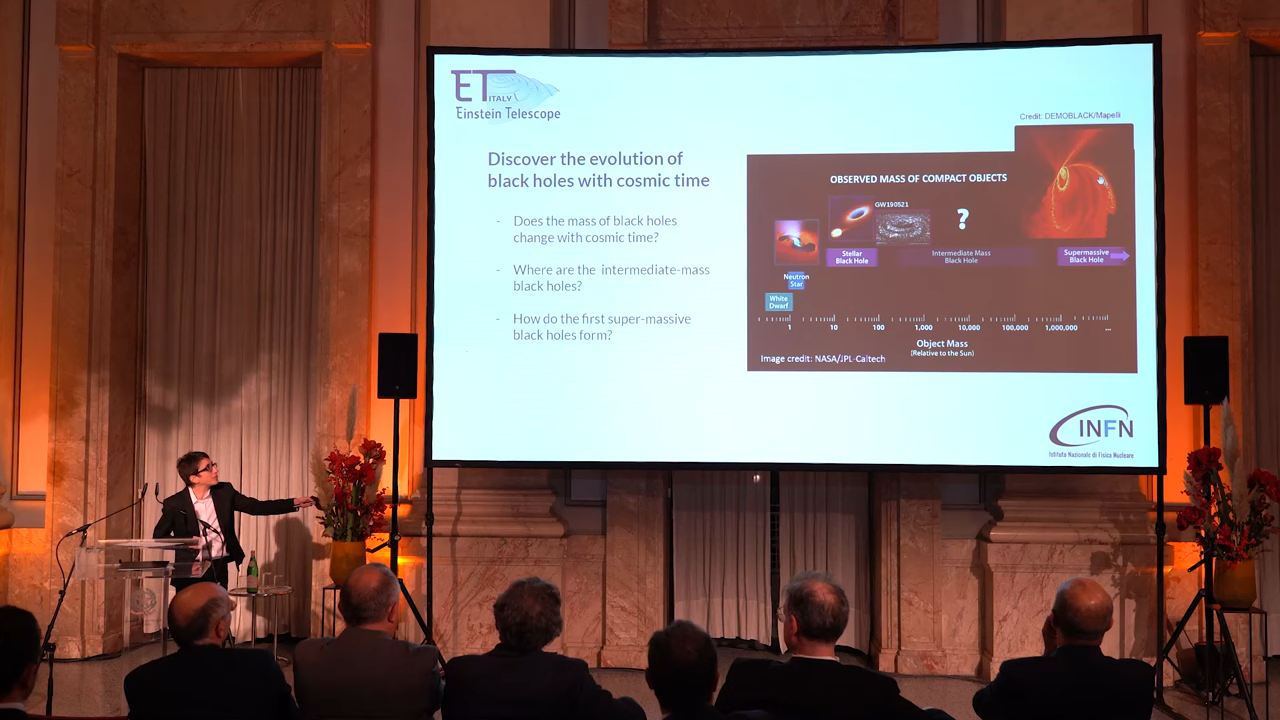 ET
ITALY
Einstein Telescope
Discover the evolution of
black holes with cosmic time
- Does the mass of black holes
change with cosmic time?
- Where are the intermediate-mass
black holes?
- How do the first super-massive
black holes form?
Credit: DEMOBLACK/Mapelli
OBSERVED MASS OF COMPACT OBJECTS
GW190521
?
Stellar
Black Hole
Intermediate Mass
Black Hole
Supermassive
Black Hole
Neutron
Star
White
Dwarf
1 10 100 1,000 10,000 100,000 1,000,000 ...
Object Mass
(Relative to the Sun)
Image credit: NASA/JPL-Caltech
INFN
Istituto Nazionale di Fisica Nucleare